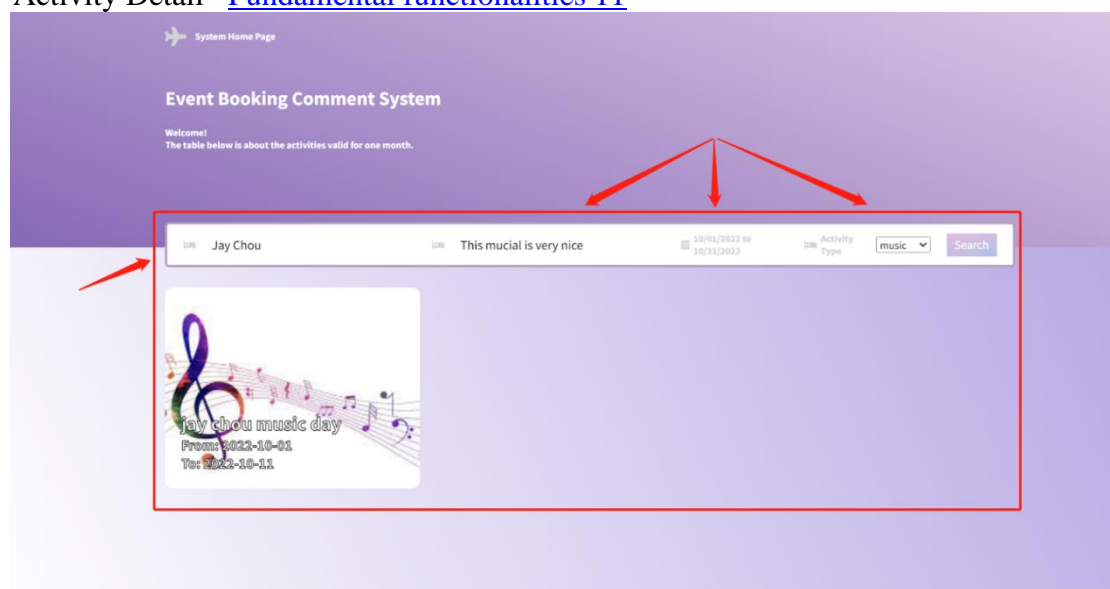 Activity Detail Fundamental functionalities 11
System Home Page
Event Booking Comment System
Welcome!
The table below is about the activities valid for one month.
Jay Chou
This mucial is very nice
10/01/2022 to
10/31/2022
Activity
Type
music
Search
jay chou music day
From: 2022-10-01
To: 2022-10-11